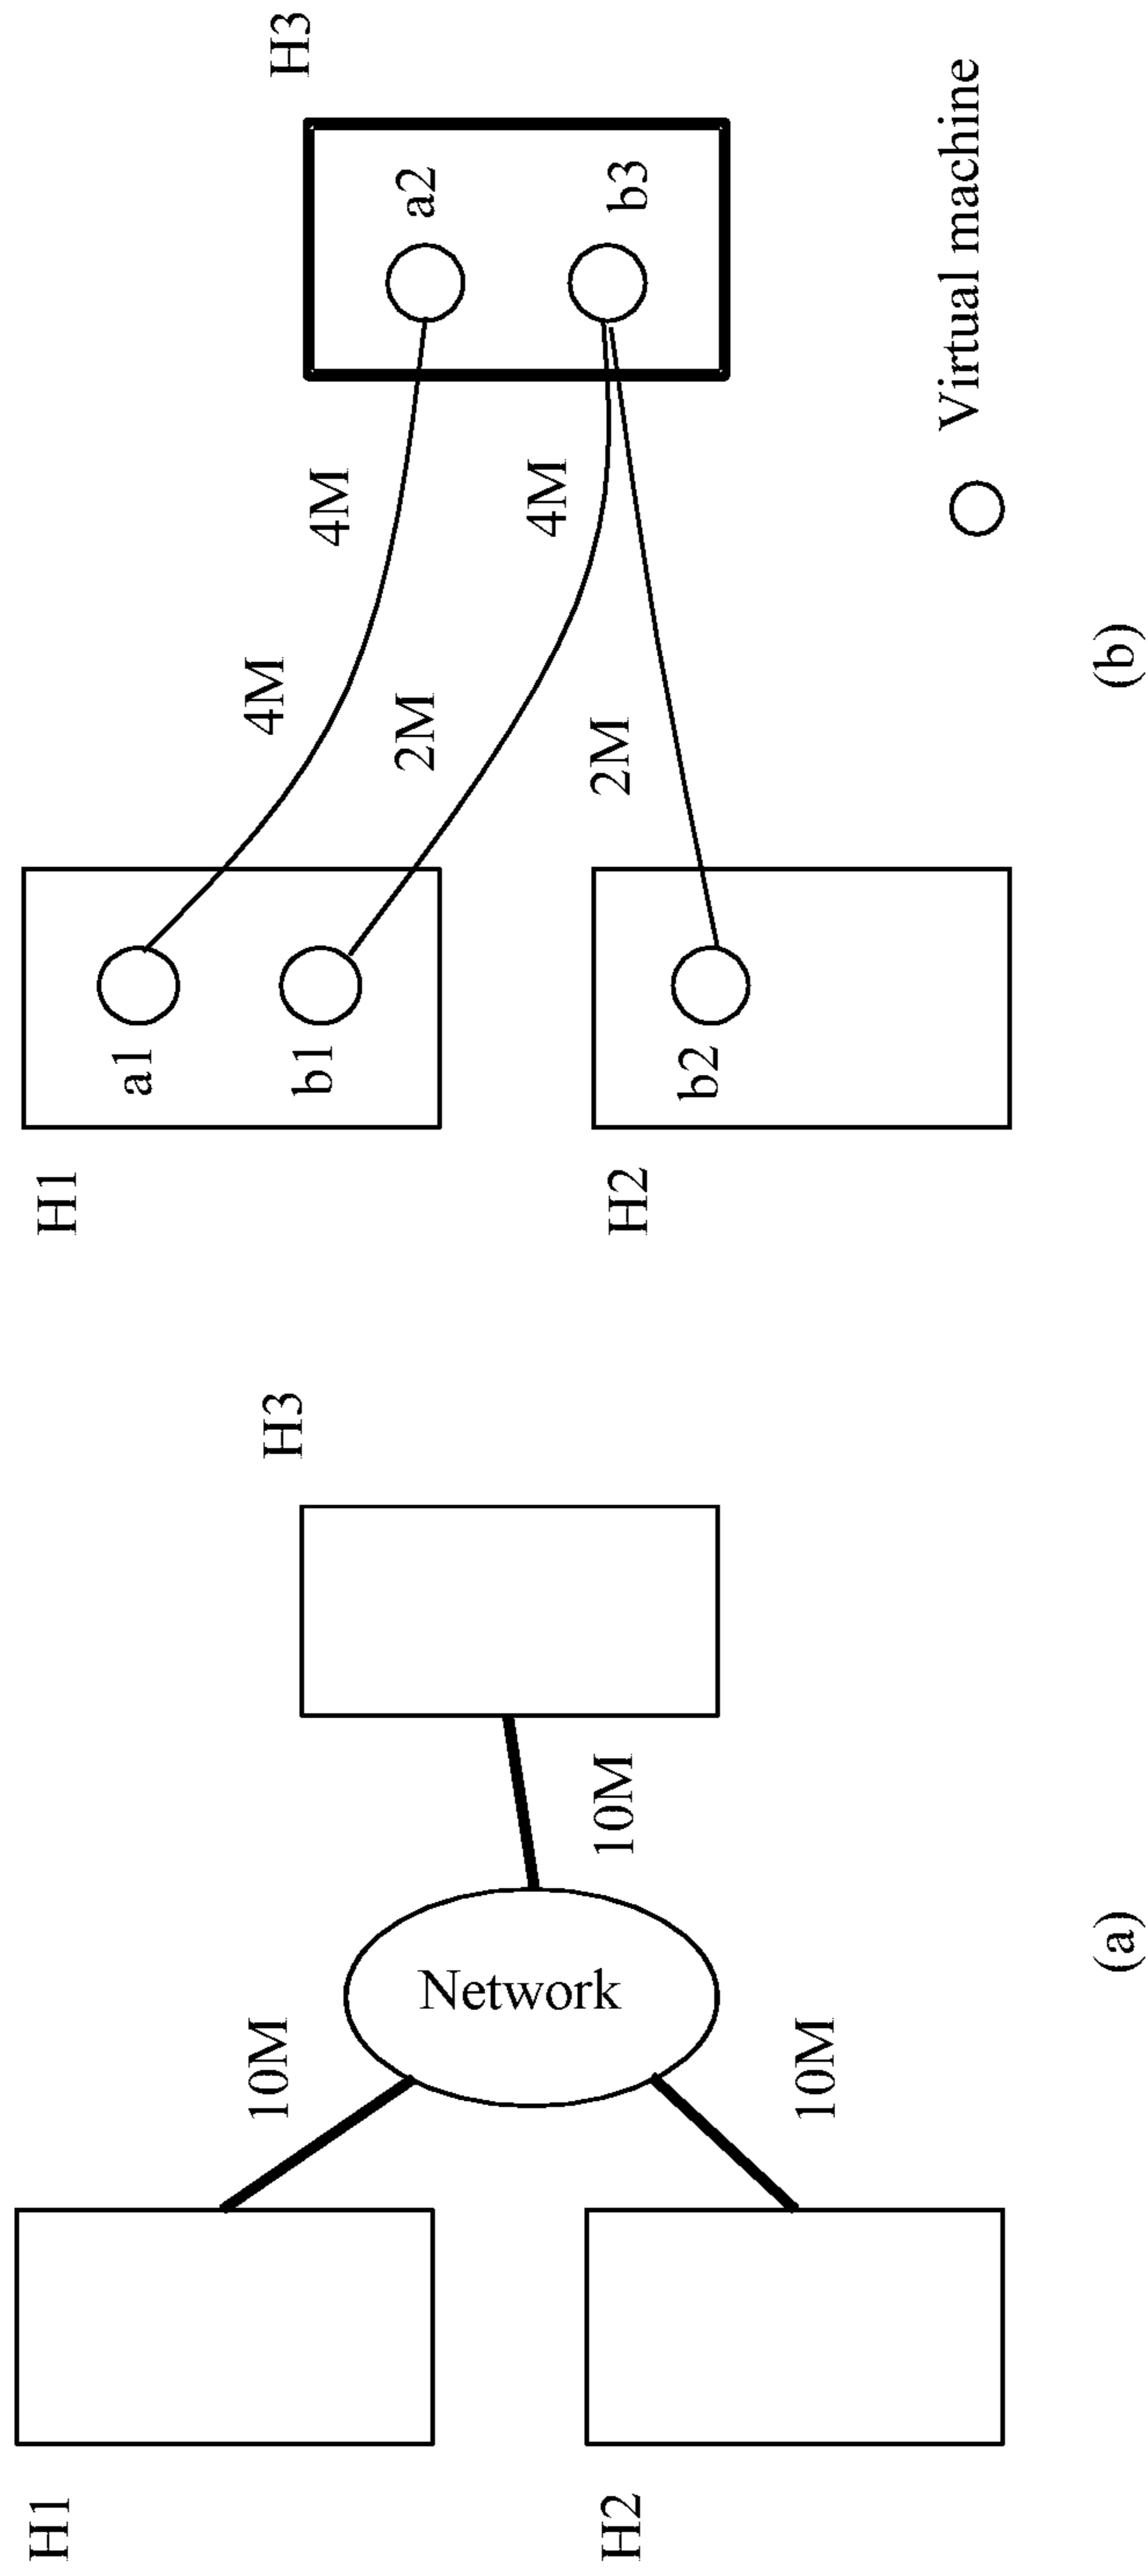 H1
10M
H3
Network
10M
H2
10M
(a)
H1
a1
b1
4M
4M
H3
a2
2M
4M
b3
H2
b2
2M
Virtual machine
(b)